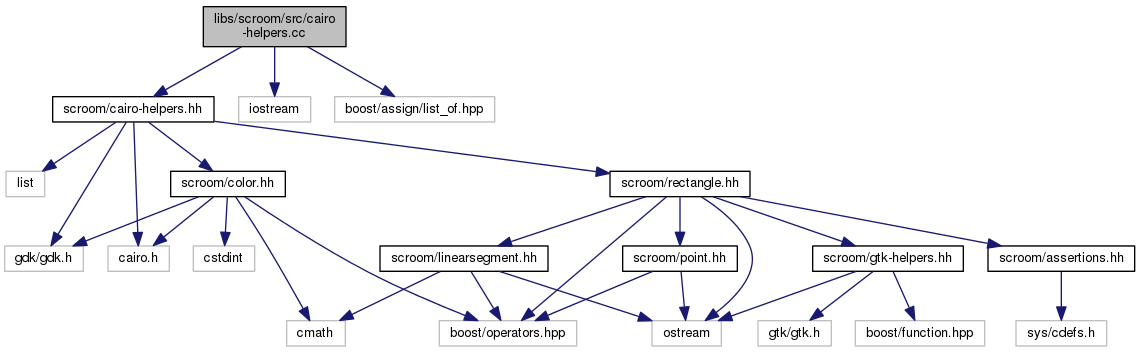 libs/scroom/src/cairo
-helpers.cc
scroom/cairo-helpers.hh
iostream
boost/assign/list_of.hpp
list
scroom/color.hh
scroom/rectangle.hh
gdk/gdk.h
cairo.h
cstdint
scroom/linearsegment.hh
scroom/point.hh
scroom/gtk-helpers.hh
scroom/assertions.hh
cmath
boost/operators.hpp
ostream
gtk/gtk.h
boost/function.hpp
sys/cdefs.h